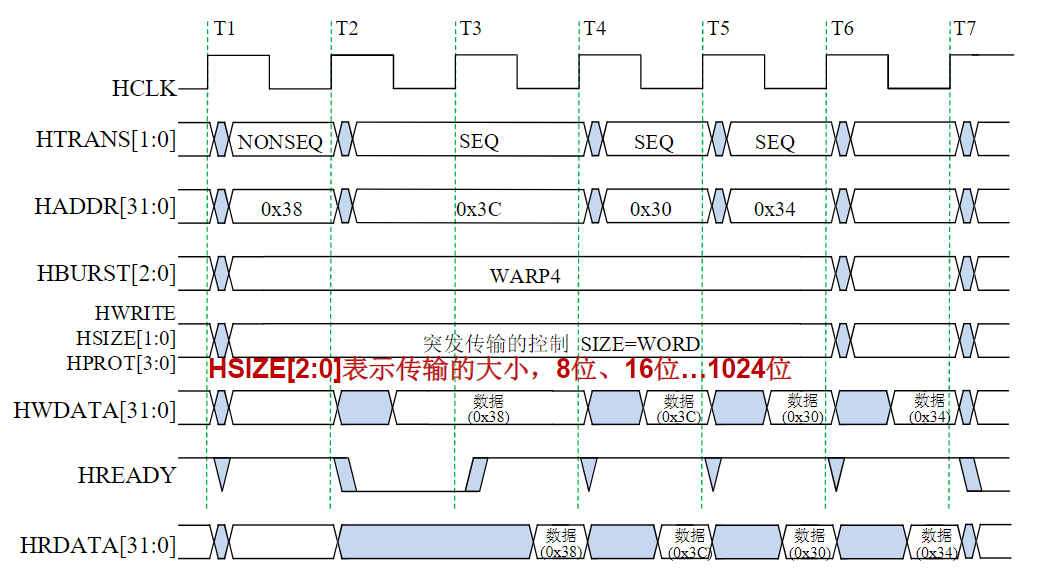 T1 T2 T3 T4 T5 T6 T7
HCLK
HTRANS[1:0] NONSEQ SEQ SEQ SEQ
HADDR[31:0] 0x38 0x3C 0x30 0x34
HBURST[2:0] WARP4
HWRITE
HSIZE[1:0] 突发传输的控制 SIZE=WORD
HPROT[3:0]
HSIZE[2:0]表示传输的大小，8位、16位…1024位
HWDATA[31:0] 数据 数据 数据 数据
(0x38) (0x3C) (0x30) (0x34)
HREADY
HRDATA[31:0] 数据 数据 数据 数据
(0x38) (0x3C) (0x30) (0x34)